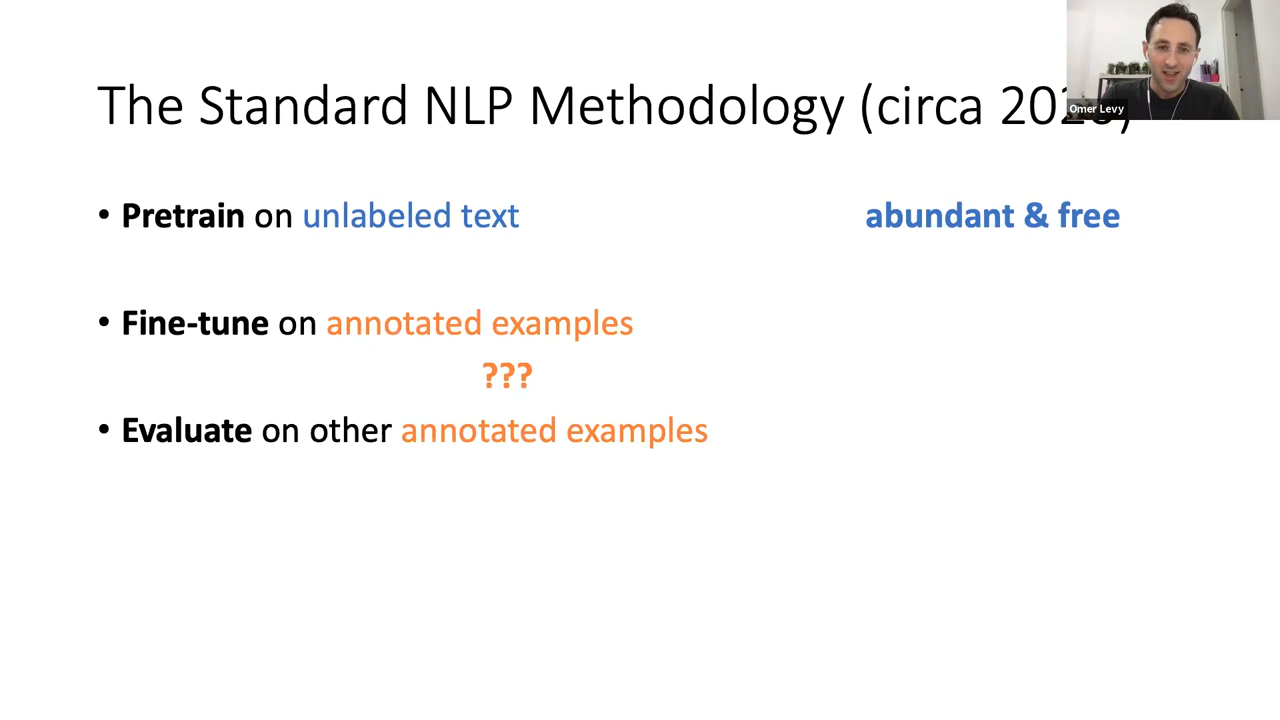 The Standard NLP Methodology (circa
Omer Levy
• Pretrain on unlabeled text abundant & free
• Fine-tune on annotated examples
???
• Evaluate on other annotated examples